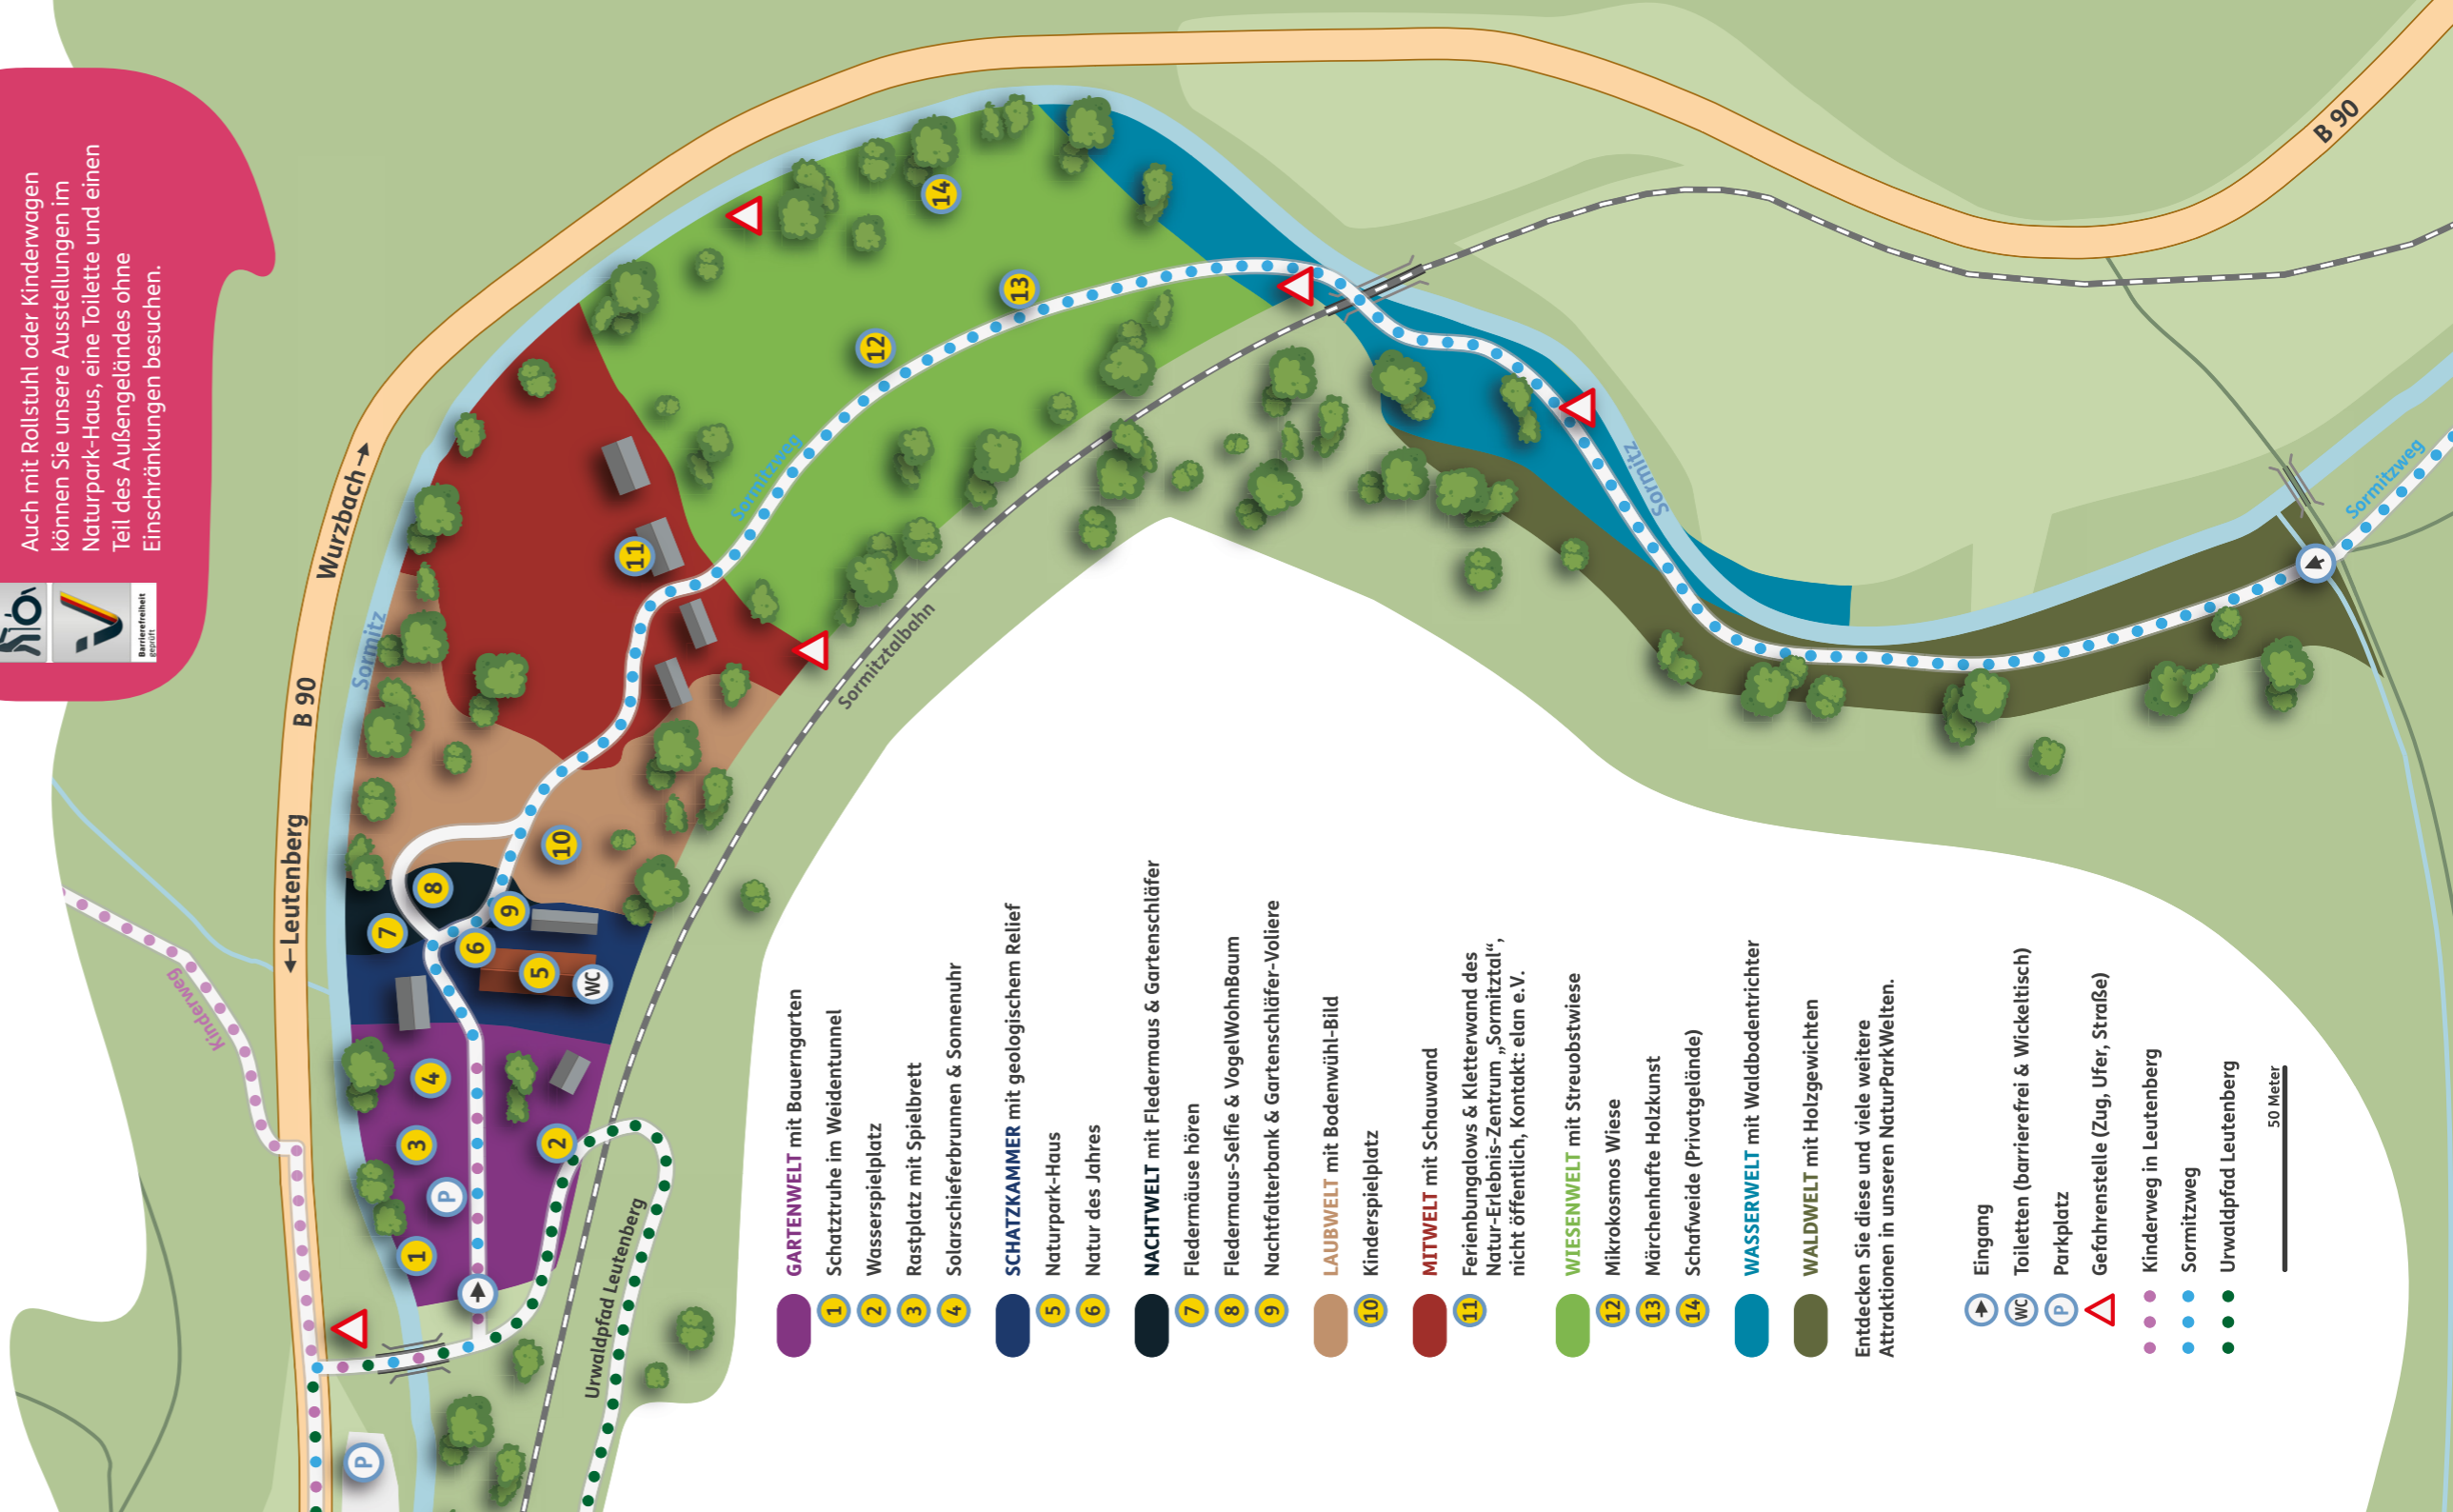 Auch mit Rollstuhl oder Kinderwagen
können Sie unsere Ausstellungen im
Naturpark-Haus, eine Toilette und einen
Teil des Außengeländes ohne
Einschränkungen besuchen.
Barrierefreiheit
geprüft
Kinderweg
←Leutenberg
B 90
Wurzbach→
B 90
Sormitz
Sormitzweg
Sormitztalbahn
Sormitz
Sormitzweg
Urwaldpfad Leutenberg
P
P
WC
1
2
3
4
5
6
7
8
9
10
11
12
13
14
GARTENWELT mit Bauerngarten
1 Schatztruhe im Weidentunnel
2 Wasserspielplatz
3 Rastplatz mit Spielbrett
4 Solarschieferbrunnen & Sonnenuhr
SCHATZKAMMER mit geologischem Relief
5 Naturpark-Haus
6 Natur des Jahres
NACHTWELT mit Fledermaus & Gartenschläfer
7 Fledermäuse hören
8 Fledermaus-Selfie & VogelWohnBaum
9 Nachtfalterbank & Gartenschläfer-Voliere
LAUBWELT mit Bodenwühl-Bild
10 Kinderspielplatz
MITWELT mit Schauwand
11 Ferienbungalows & Kletterwand des
Natur-Erlebnis-Zentrum „Sormitztal“,
nicht öffentlich, Kontakt: elan e.V.
WIESENWELT mit Streuobstwiese
12 Mikrokosmos Wiese
13 Märchenhafte Holzkunst
14 Schafweide (Privatgelände)
WASSERWELT mit Waldbodentrichter
WALDWELT mit Holzgewichten
Entdecken Sie diese und viele weitere
Attraktionen in unseren NaturParkWelten.
Eingang
WC Toiletten (barrierefrei & Wickeltisch)
P Parkplatz
Gefahrenstelle (Zug, Ufer, Straße)
Kinderweg in Leutenberg
Sormitzweg
Urwaldpfad Leutenberg
50 Meter